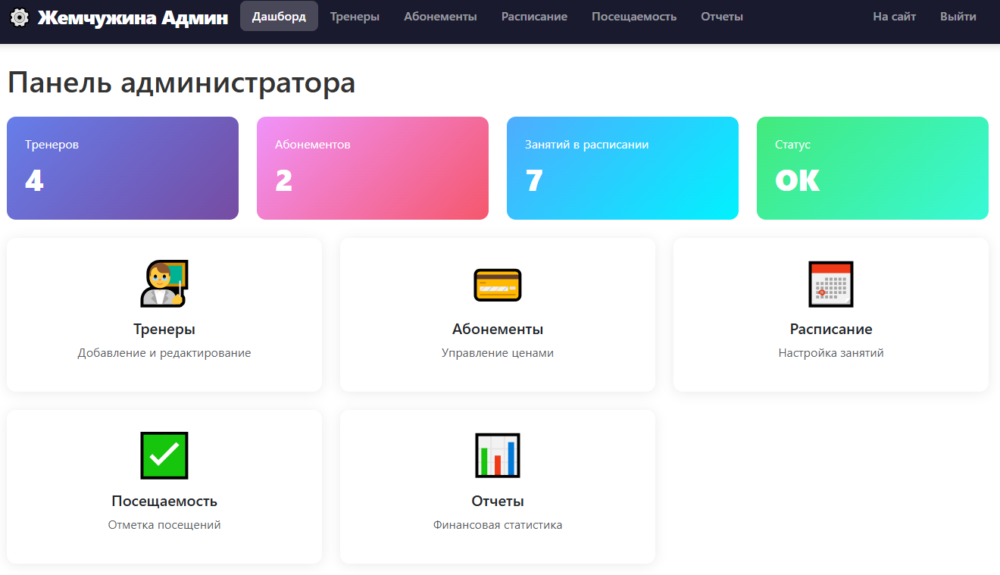 Жемчужина Админ Дашборд Тренеры Абонементы Расписание Посещаемость Отчеты На сайт Выйти
Панель администратора
Тренеров
4
Абонементов
2
Занятий в расписании
7
Статус
OK
Тренеры
Добавление и редактирование
Абонементы
Управление ценами
Расписание
Настройка занятий
Посещаемость
Отметка посещений
Отчеты
Финансовая статистика